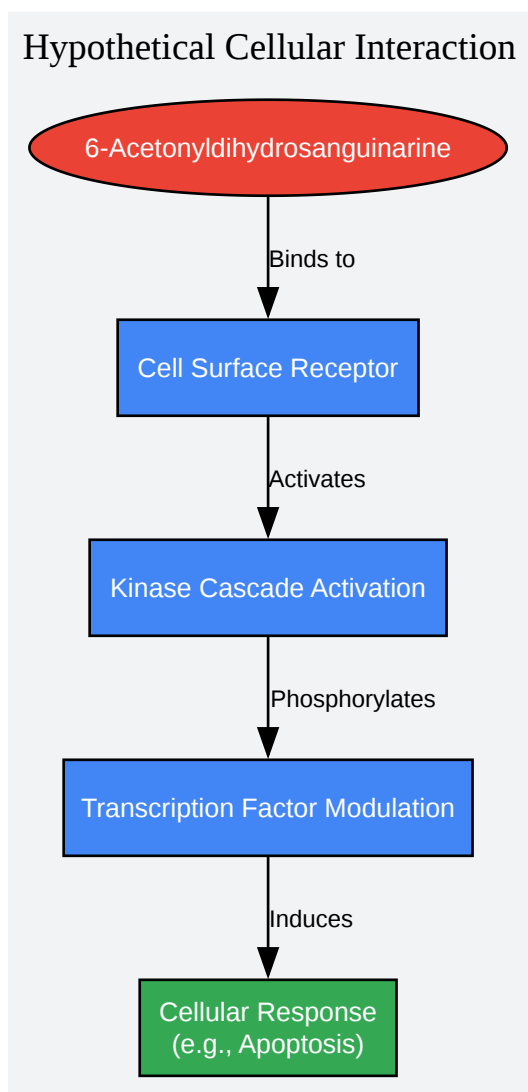 Hypothetical Cellular Interaction
6-Acetonyldihydrosanguinarine
Binds to
Cell Surface Receptor
Activates
Kinase Cascade Activation
Phosphorylates
Transcription Factor Modulation
Induces
Cellular Response
(e.g., Apoptosis)